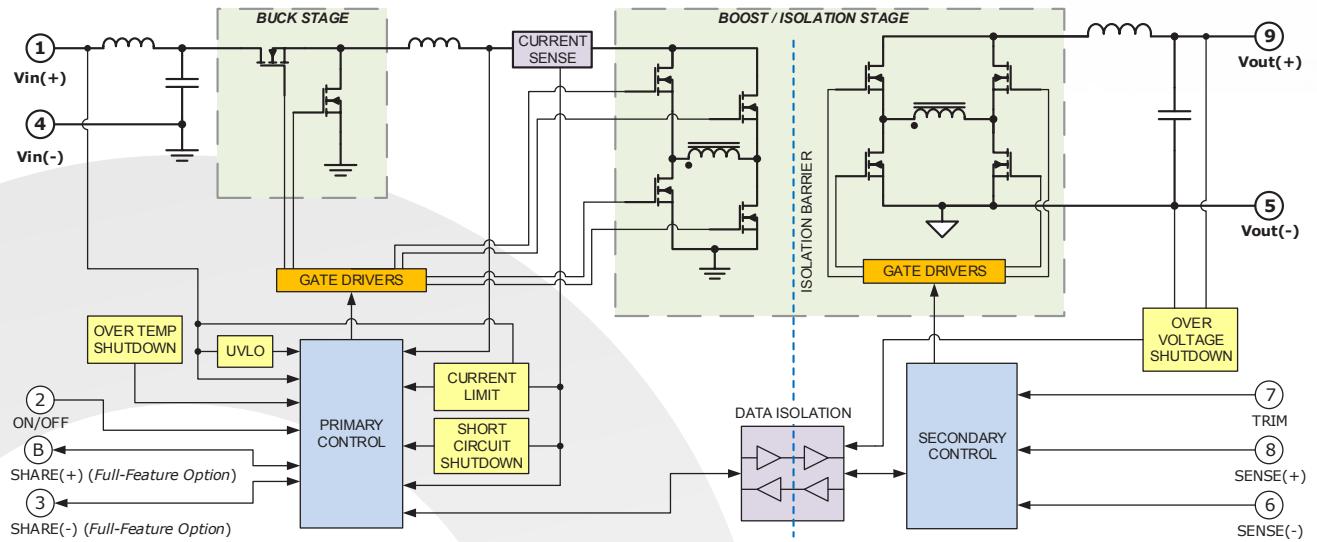 BUCK STAGE
BOOST / ISOLATION STAGE
1
Vin(+)
CURRENT
SENSE
9
Vout(+)
4
Vin(-)
ISOLATION BARRIER
5
Vout(-)
GATE DRIVERS
GATE DRIVERS
OVER TEMP
SHUTDOWN
UVLO
OVER
VOLTAGE
SHUTDOWN
CURRENT
LIMIT
2
ON/OFF
PRIMARY
CONTROL
SHORT
CIRCUIT
SHUTDOWN
DATA ISOLATION
SECONDARY
CONTROL
7
TRIM
B
SHARE(+) (Full-Feature Option)
8
SENSE(+)
3
SHARE(-) (Full-Feature Option)
6
SENSE(-)